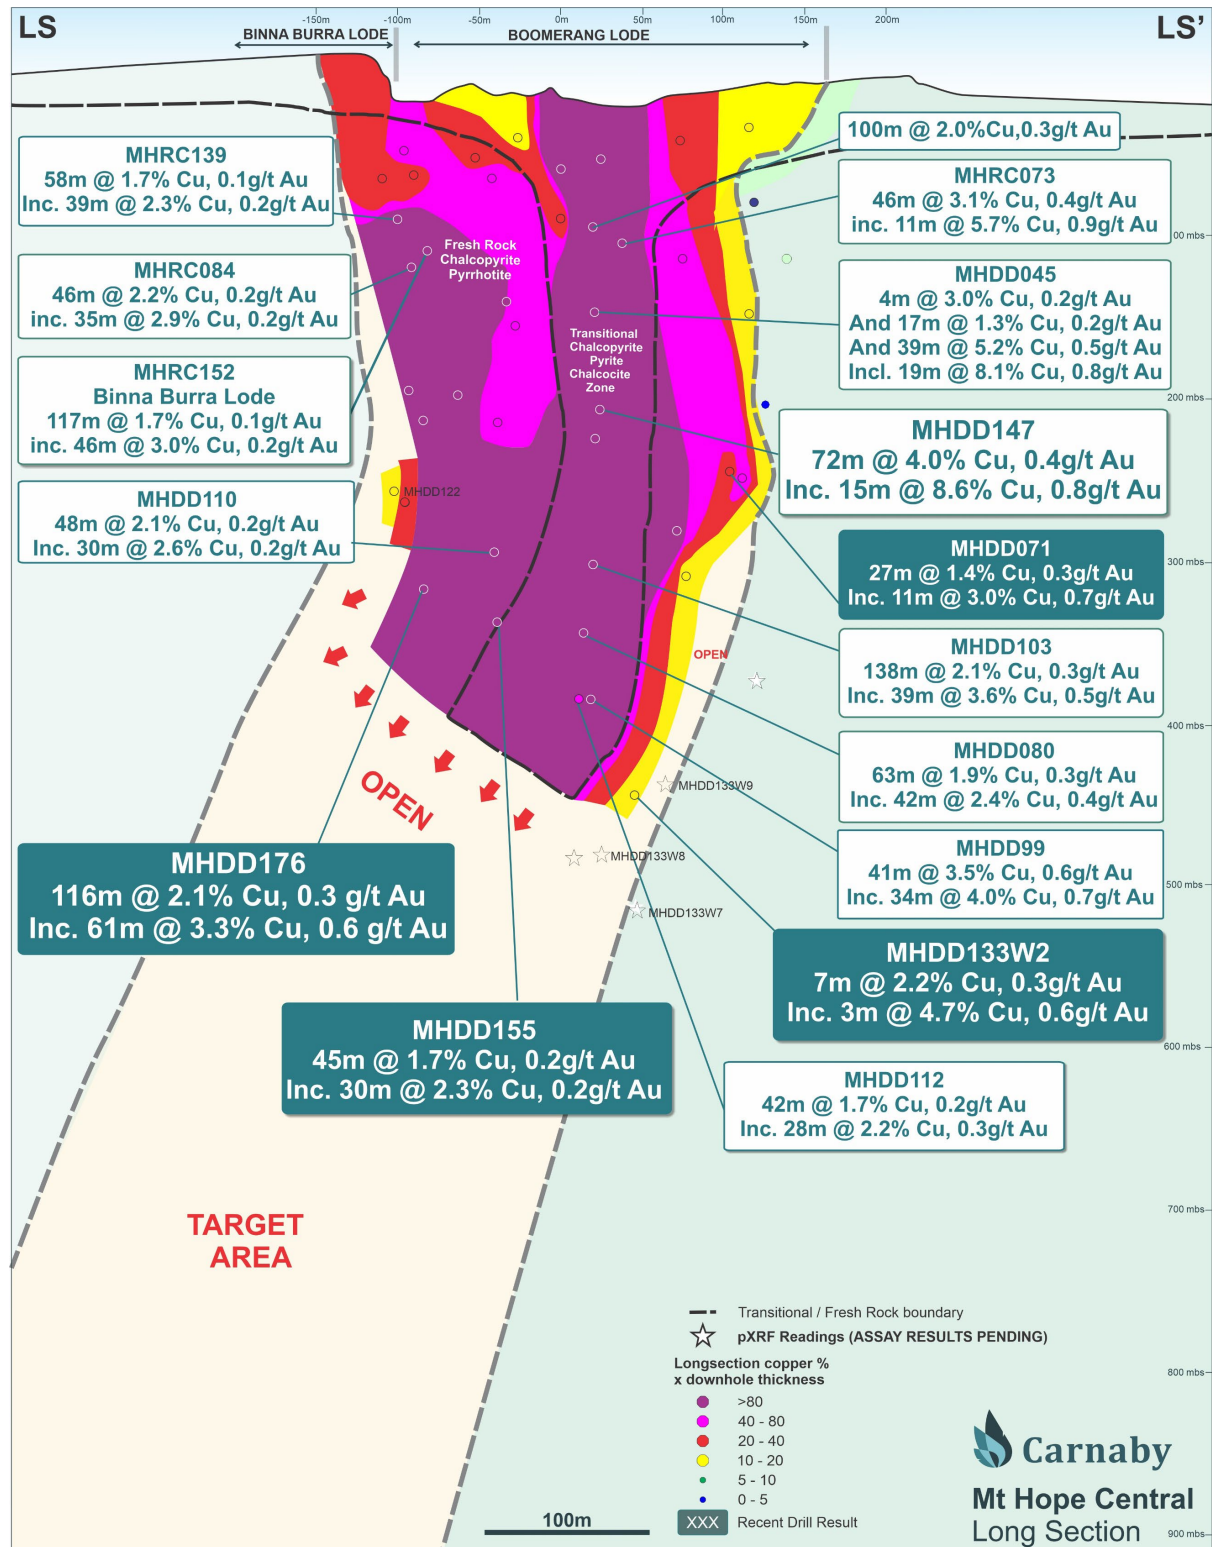 LS
LS'
-150m
-100m
-50m
0m
50m
100m
150m
200m
BINNA BURRA LODE
BOOMERANG LODE
MHRC139
58m @ 1.7% Cu, 0.1g/t Au
Inc. 39m @ 2.3% Cu, 0.2g/t Au
MHRC084
46m @ 2.2% Cu, 0.2g/t Au
inc. 35m @ 2.9% Cu, 0.2g/t Au
MHRC152
Binna Burra Lode
117m @ 1.7% Cu, 0.1g/t Au
inc. 46m @ 3.0% Cu, 0.2g/t Au
MHDD110
48m @ 2.1% Cu, 0.2g/t Au
Inc. 30m @ 2.6% Cu, 0.2g/t Au
MHDD122
Fresh Rock
Chalcopyrite
Pyrrhotite
Transitional
Chalcopyrite
Pyrite
Chalcocite
Zone
100m @ 2.0%Cu,0.3g/t Au
MHRC073
46m @ 3.1% Cu, 0.4g/t Au
inc. 11m @ 5.7% Cu, 0.9g/t Au
MHDD045
4m @ 3.0% Cu, 0.2g/t Au
And 17m @ 1.3% Cu, 0.2g/t Au
And 39m @ 5.2% Cu, 0.5g/t Au
Incl. 19m @ 8.1% Cu, 0.8g/t Au
MHDD147
72m @ 4.0% Cu, 0.4g/t Au
Inc. 15m @ 8.6% Cu, 0.8g/t Au
MHDD071
27m @ 1.4% Cu, 0.3g/t Au
Inc. 11m @ 3.0% Cu, 0.7g/t Au
MHDD103
138m @ 2.1% Cu, 0.3g/t Au
Inc. 39m @ 3.6% Cu, 0.5g/t Au
MHDD080
63m @ 1.9% Cu, 0.3g/t Au
Inc. 42m @ 2.4% Cu, 0.4g/t Au
MHDD99
41m @ 3.5% Cu, 0.6g/t Au
Inc. 34m @ 4.0% Cu, 0.7g/t Au
MHDD133W2
7m @ 2.2% Cu, 0.3g/t Au
Inc. 3m @ 4.7% Cu, 0.6g/t Au
MHDD112
42m @ 1.7% Cu, 0.2g/t Au
Inc. 28m @ 2.2% Cu, 0.3g/t Au
00 mbs
200 mbs
300 mbs
400 mbs
500 mbs
600 mbs
700 mbs
800 mbs
900 mbs
OPEN
MHDD133W9
MHDD133W8
MHDD133W7
OPEN
MHDD176
116m @ 2.1% Cu, 0.3 g/t Au
Inc. 61m @ 3.3% Cu, 0.6 g/t Au
MHDD155
45m @ 1.7% Cu, 0.2g/t Au
Inc. 30m @ 2.3% Cu, 0.2g/t Au
TARGET
AREA
Transitional / Fresh Rock boundary
pXRF Readings (ASSAY RESULTS PENDING)
Longsection copper %
x downhole thickness
>80
40 - 80
20 - 40
10 - 20
5 - 10
0 - 5
XXX Recent Drill Result
100m
Carnaby
Mt Hope Central
Long Section